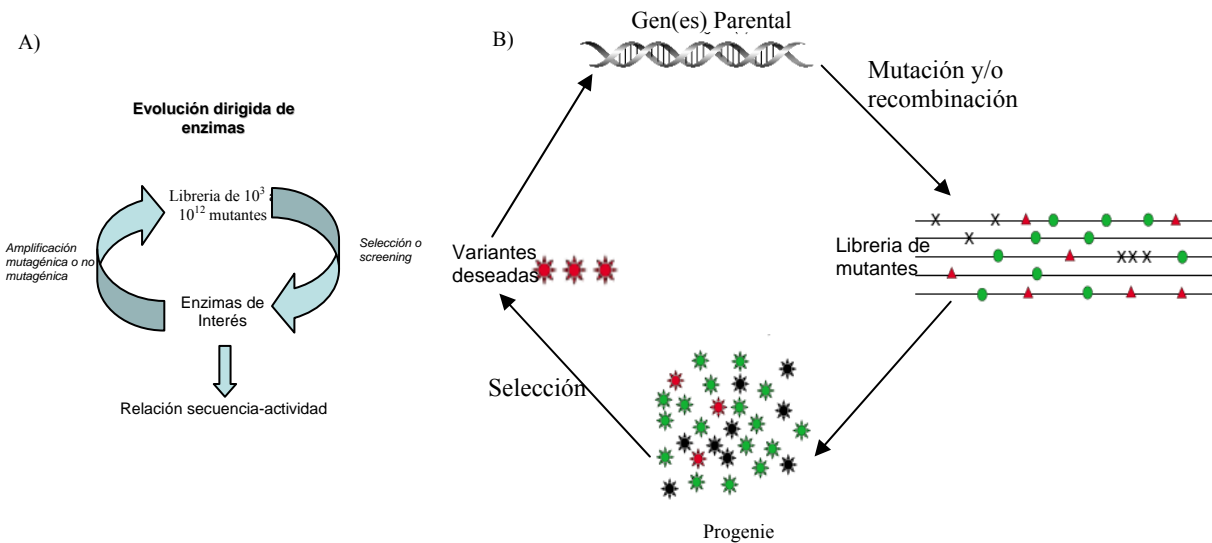 A)
Evolución dirigida de
enzimas
Libreria de 10³ a
10¹² mutantes
Amplificación
mutagénica o no
mutagénica
Selección o
screening
Enzimas de
Interés
Relación secuencia-actividad
B)
Gen(es) Parental
Mutación y/o
recombinación
Libreria de
mutantes
X X
X
XXX
Variantes
deseadas
Selección
Progenie